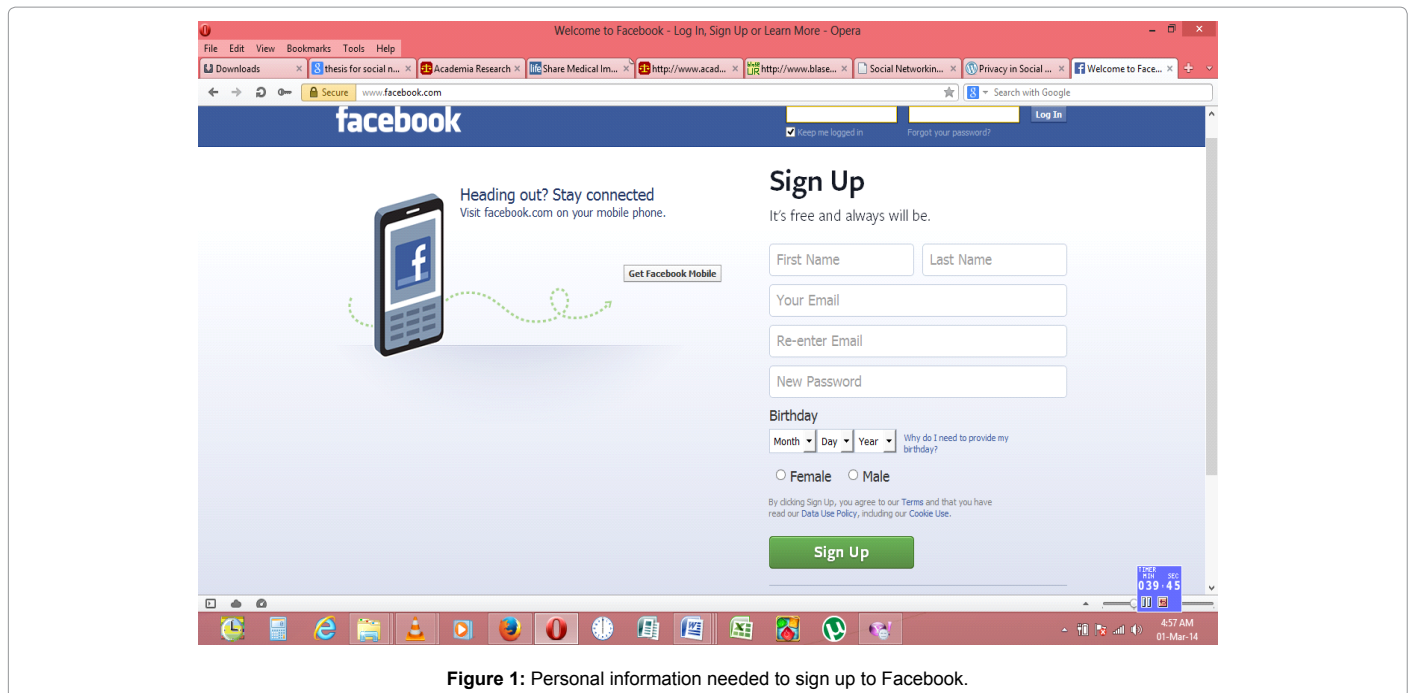 Welcome to Facebook - Log In, Sign Up or Learn More - Opera
File Edit View Bookmarks Tools Help
Downloads × thesis for social n... × Academia Research × Share Medical Im... × http://www.acad... × http://www.blase... × Social Networkin... × Privacy in Social ... × Welcome to Face... ×
Secure www.facebook.com Search with Google
facebook
Log In
Keep me logged in Forgot your password?
Heading out? Stay connected
Visit facebook.com on your mobile phone.
Get Facebook Mobile
Sign Up
It's free and always will be.
First Name Last Name
Your Email
Re-enter Email
New Password
Birthday
Month Day Year Why do I need to provide my
birthday?
Female Male
By clicking Sign Up, you agree to our Terms and that you have
read our Data Use Policy, including our Cookie Use.
Sign Up
TIMER
MIN SEC
039:45
4:57 AM
01-Mar-14
Figure 1: Personal information needed to sign up to Facebook.